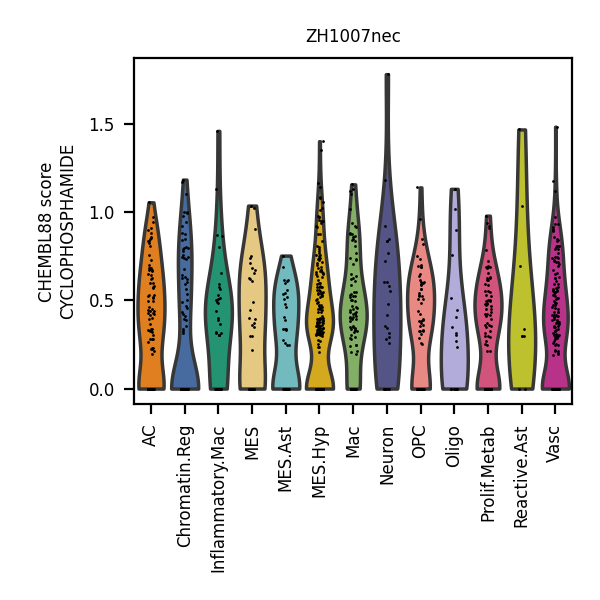 ZH1007nec
CHEMBL88 score
CYCLOPHOSPHAMIDE
1.5
1.0
0.5
0.0
AC
Chromatin.Reg
Inflammatory.Mac
MES
MES.Ast
MES.Hyp
Mac
Neuron
OPC
Oligo
Prolif.Metab
Reactive.Ast
Vasc